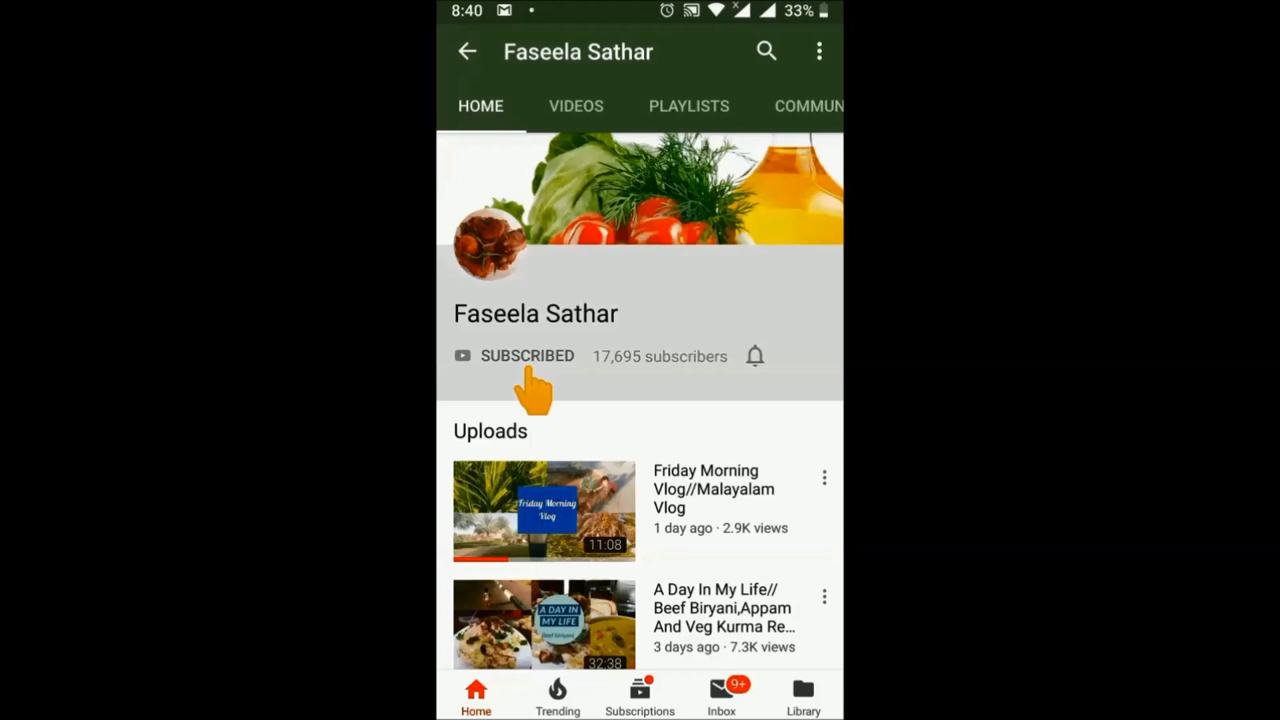 8:40
33%
Faseela Sathar
HOME VIDEOS PLAYLISTS COMMUN
Faseela Sathar
SUBSCRIBED 17,695 subscribers
Uploads
Friday Morning
Vlog
11:08
Friday Morning
Vlog//Malayalam
Vlog
1 day ago · 2.9K views
A DAY IN
MY LIFE
Beef biriyani
32:38
A Day In My Life//
Beef Biryani,Appam
And Veg Kurma Re...
3 days ago · 7.3K views
9+
Home Trending Subscriptions Inbox Library